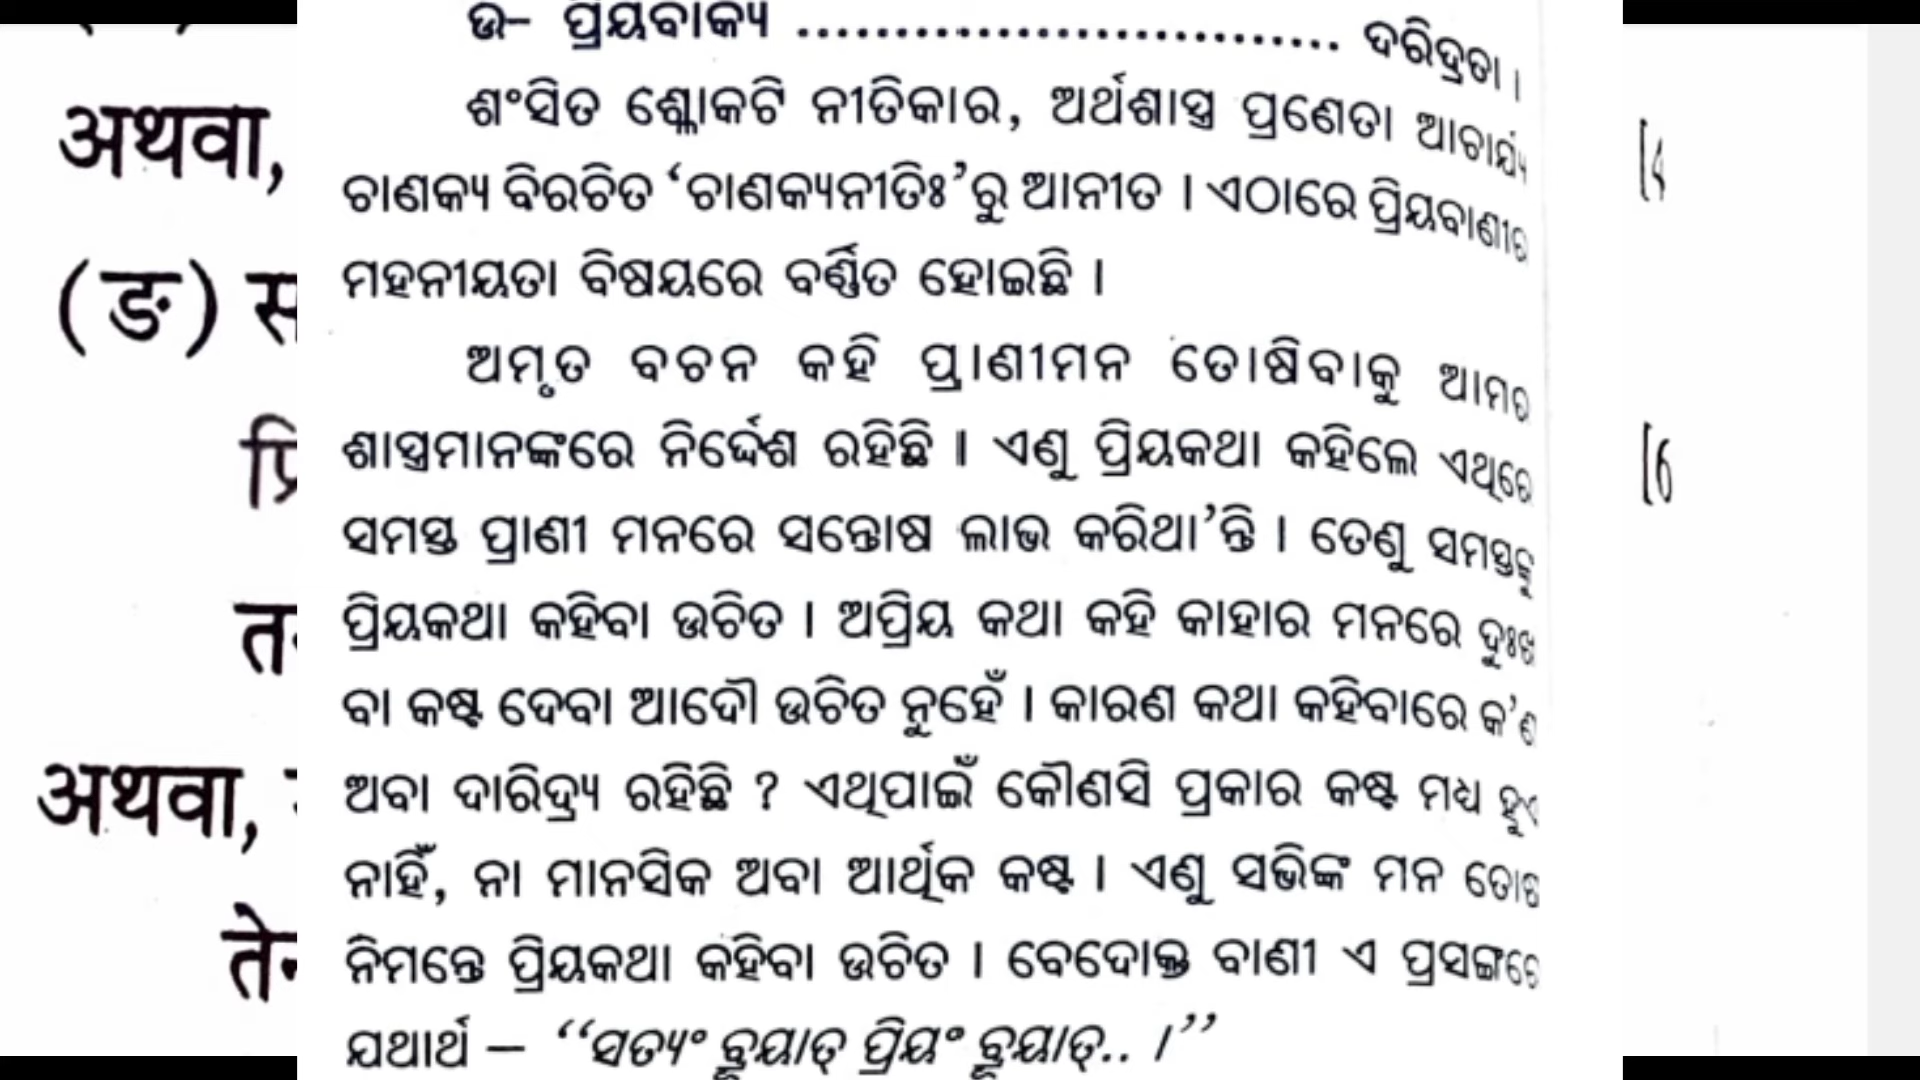 ଉ– ପ୍ରିୟବାକ୍ୟ ............................ ଦରିଦ୍ରତା ।
ଶଂସିତ ଶ୍ଳୋକଟି ନୀତିକାର, ଅର୍ଥଶାସ୍ତ୍ର ପ୍ରଣେତା ଆଚାର୍ଯ୍ୟ
ଚାଣକ୍ୟ ବିରଚିତ ‘ଚାଣକ୍ୟନୀତିଃ’ରୁ ଆନୀତ । ଏଠାରେ ପ୍ରିୟବାଣୀର
ମହନୀୟତା ବିଷୟରେ ବର୍ଣ୍ଣିତ ହୋଇଛି ।
ଅମୃତ ବଚନ କହି ପ୍ରାଣୀମନ ତୋଷିବାକୁ ଆମର
ଶାସ୍ତ୍ରମାନଙ୍କରେ ନିର୍ଦ୍ଦେଶ ରହିଛି । ଏଣୁ ପ୍ରିୟକଥା କହିଲେ ଏଥିରେ
ସମସ୍ତ ପ୍ରାଣୀ ମନରେ ସନ୍ତୋଷ ଲାଭ କରିଥା’ନ୍ତି । ତେଣୁ ସମସ୍ତଙ୍କୁ
ପ୍ରିୟକଥା କହିବା ଉଚିତ । ଅପ୍ରିୟ କଥା କହି କାହାର ମନରେ ଦୁଃଖ
ବା କଷ୍ଟ ଦେବା ଆଦୌ ଉଚିତ ନୁହେଁ । କାରଣ କଥା କହିବାରେ କ’ଣ
ଅବା ଦାରିଦ୍ର୍ୟ ରହିଛି ? ଏଥିପାଇଁ କୌଣସି ପ୍ରକାର କଷ୍ଟ ମଧ୍ୟ ହୁଏ
ନାହିଁ, ନା ମାନସିକ ଅବା ଆର୍ଥିକ କଷ୍ଟ । ଏଣୁ ସଭିଙ୍କ ମନ ତୋଷ
ନିମନ୍ତେ ପ୍ରିୟକଥା କହିବା ଉଚିତ । ବେଦୋକ୍ତ ବାଣୀ ଏ ପ୍ରସଙ୍ଗରେ
ଯଥାର୍ଥ – ‘‘ସତ୍ୟଂ ବ୍ରୂୟାତ୍ ପ୍ରିୟଂ ବ୍ରୂୟାତ୍.. ।’’
अथवा,
(ङ)
अथवा,
[4
[6